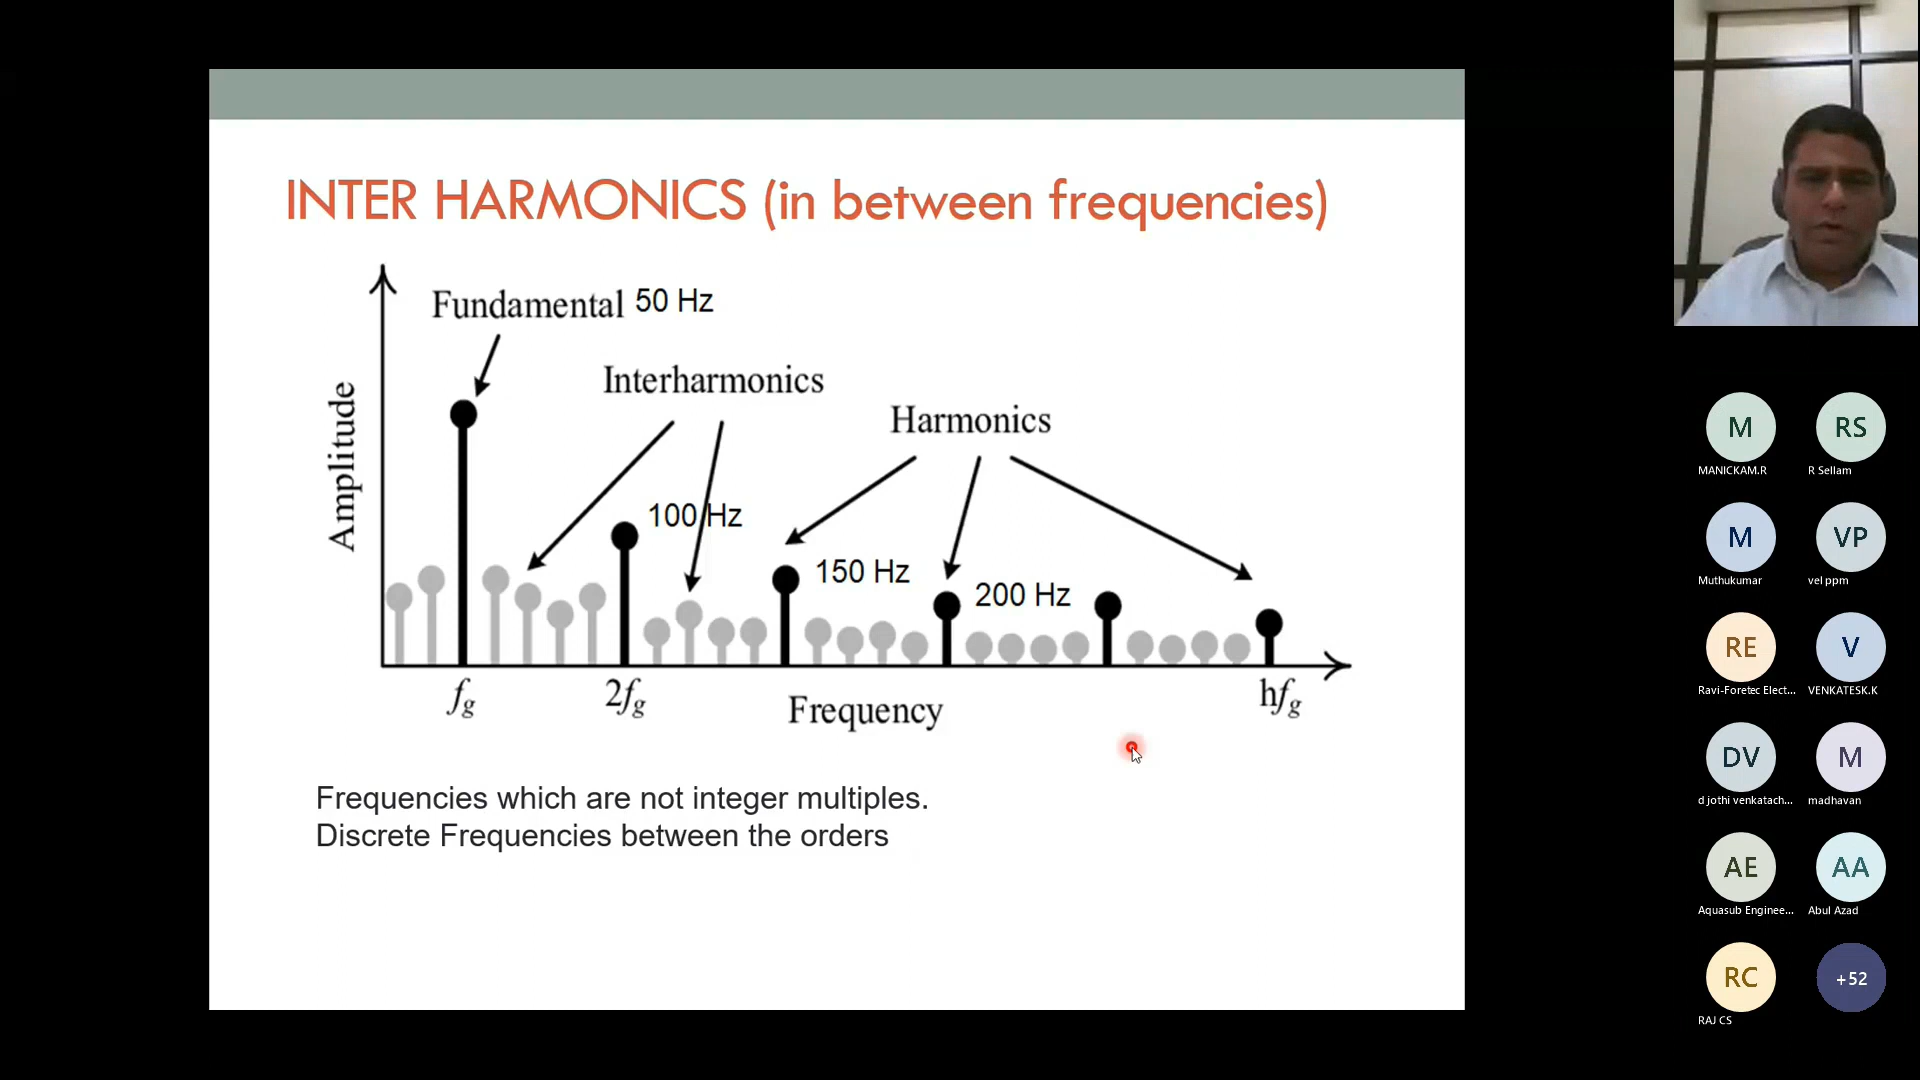 INTER HARMONICS (in between frequencies)
Fundamental 50 Hz
Interharmonics
Harmonics
Amplitude
100 Hz
150 Hz
200 Hz
fg
2fg
hfg
Frequency
Frequencies which are not integer multiples.
Discrete Frequencies between the orders
M
RS
MANICKAM.R
R Sellam
M
VP
Muthukumar
vel ppm
RE
V
Ravi-Foretec Elect...
VENKATESK.K
DV
M
d jothi venkatach...
madhavan
AE
AA
Aquasub Enginee...
Abul Azad
RC
+52
RAJ CS